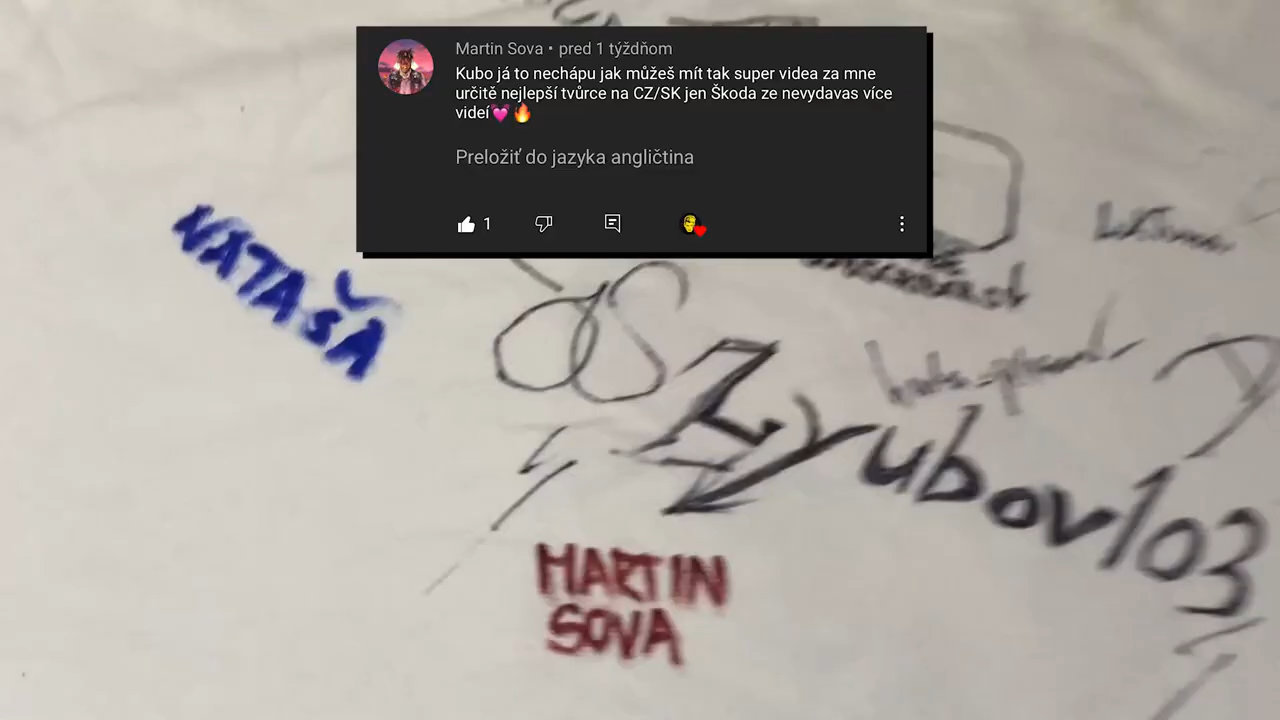 Martin Sova • pred 1 týždňom
Kubo já to nechápu jak můžeš mít tak super videa za mne
určitě nejlepší tvůrce na CZ/SK jen Škoda ze nevydavas více
videí💓🔥
Preložiť do jazyka angličtina
1
NATAŠA
Lyubov103
MARTIN
SOVA